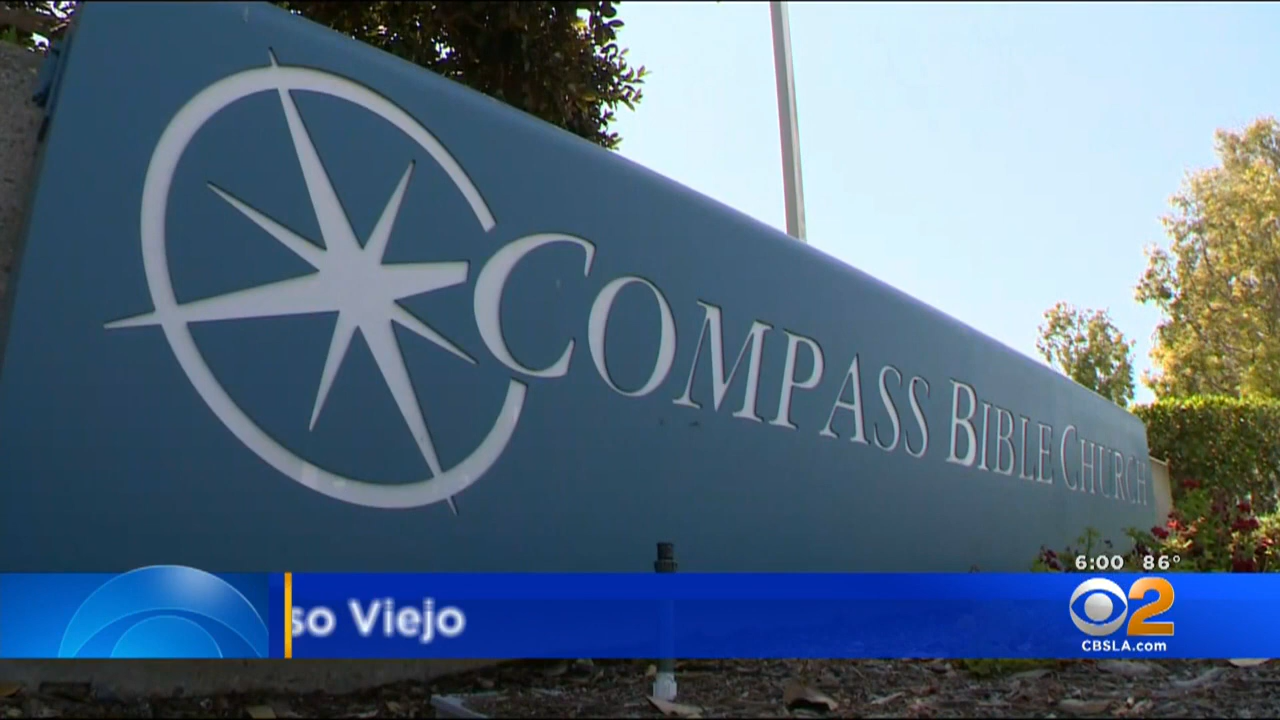 COMPASS BIBLE CHURCH
6:00 86°
so Viejo
2
CBSLA.com